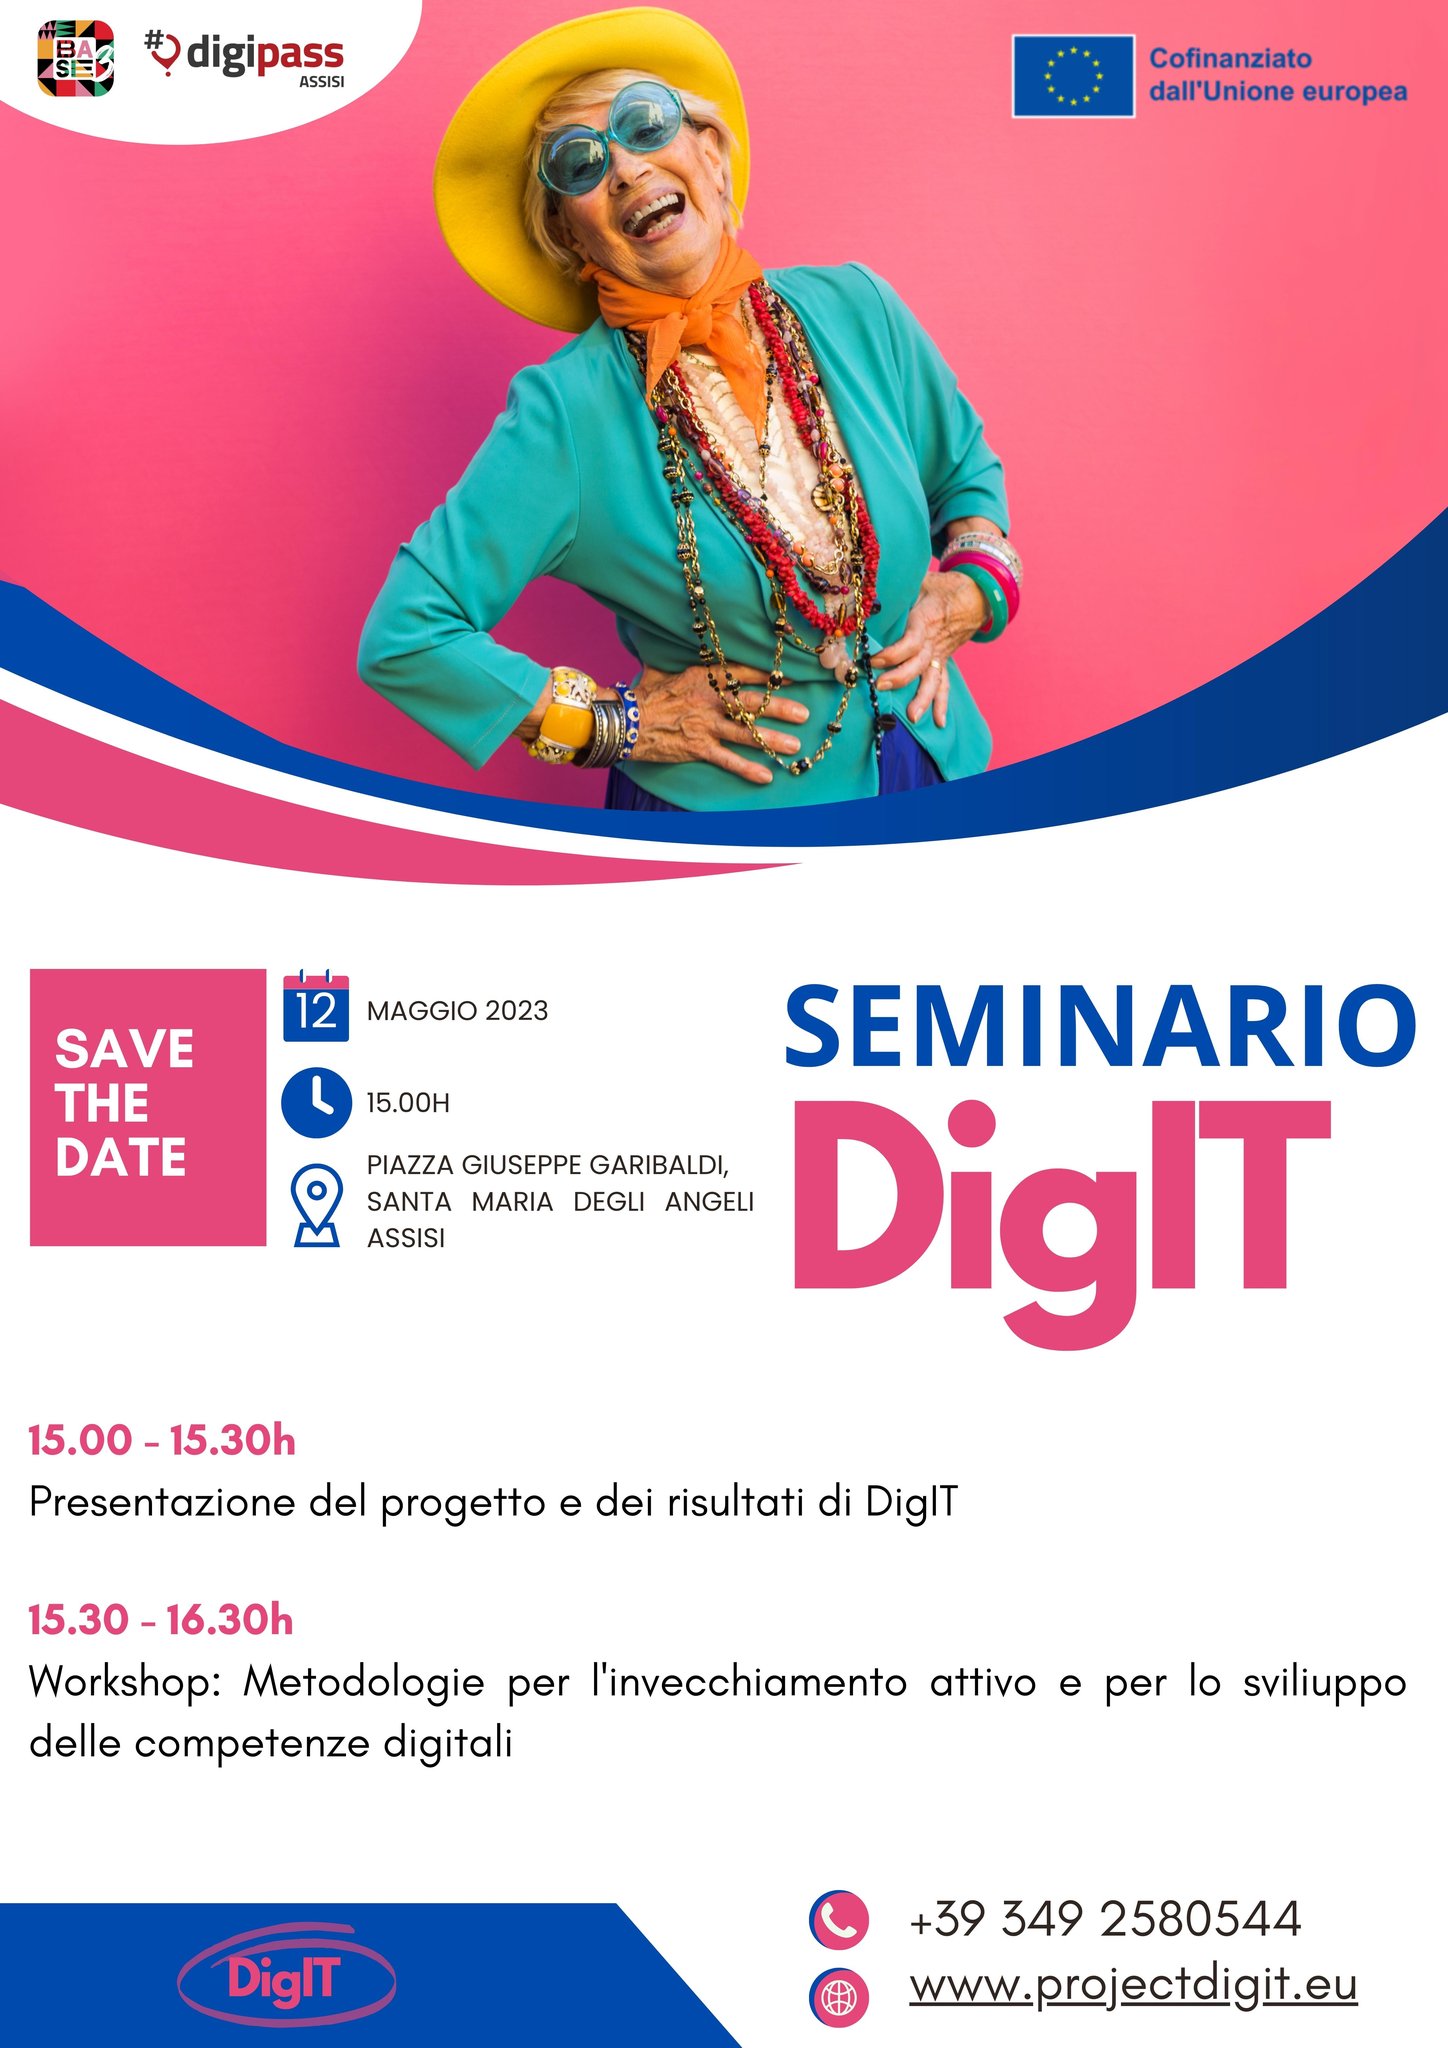 BA
SE3
#digipass
ASSISI
Cofinanziato
dall'Unione europea
SAVE
THE
DATE
12
MAGGIO 2023
15.00H
PIAZZA GIUSEPPE GARIBALDI,
SANTA MARIA DEGLI ANGELI
ASSISI
SEMINARIO
DigIT
15.00 - 15.30h
Presentazione del progetto e dei risultati di DigIT
15.30 - 16.30h
Workshop: Metodologie per l'invecchiamento attivo e per lo sviliuppo
delle competenze digitali
DigIT
+39 349 2580544
www.projectdigit.eu